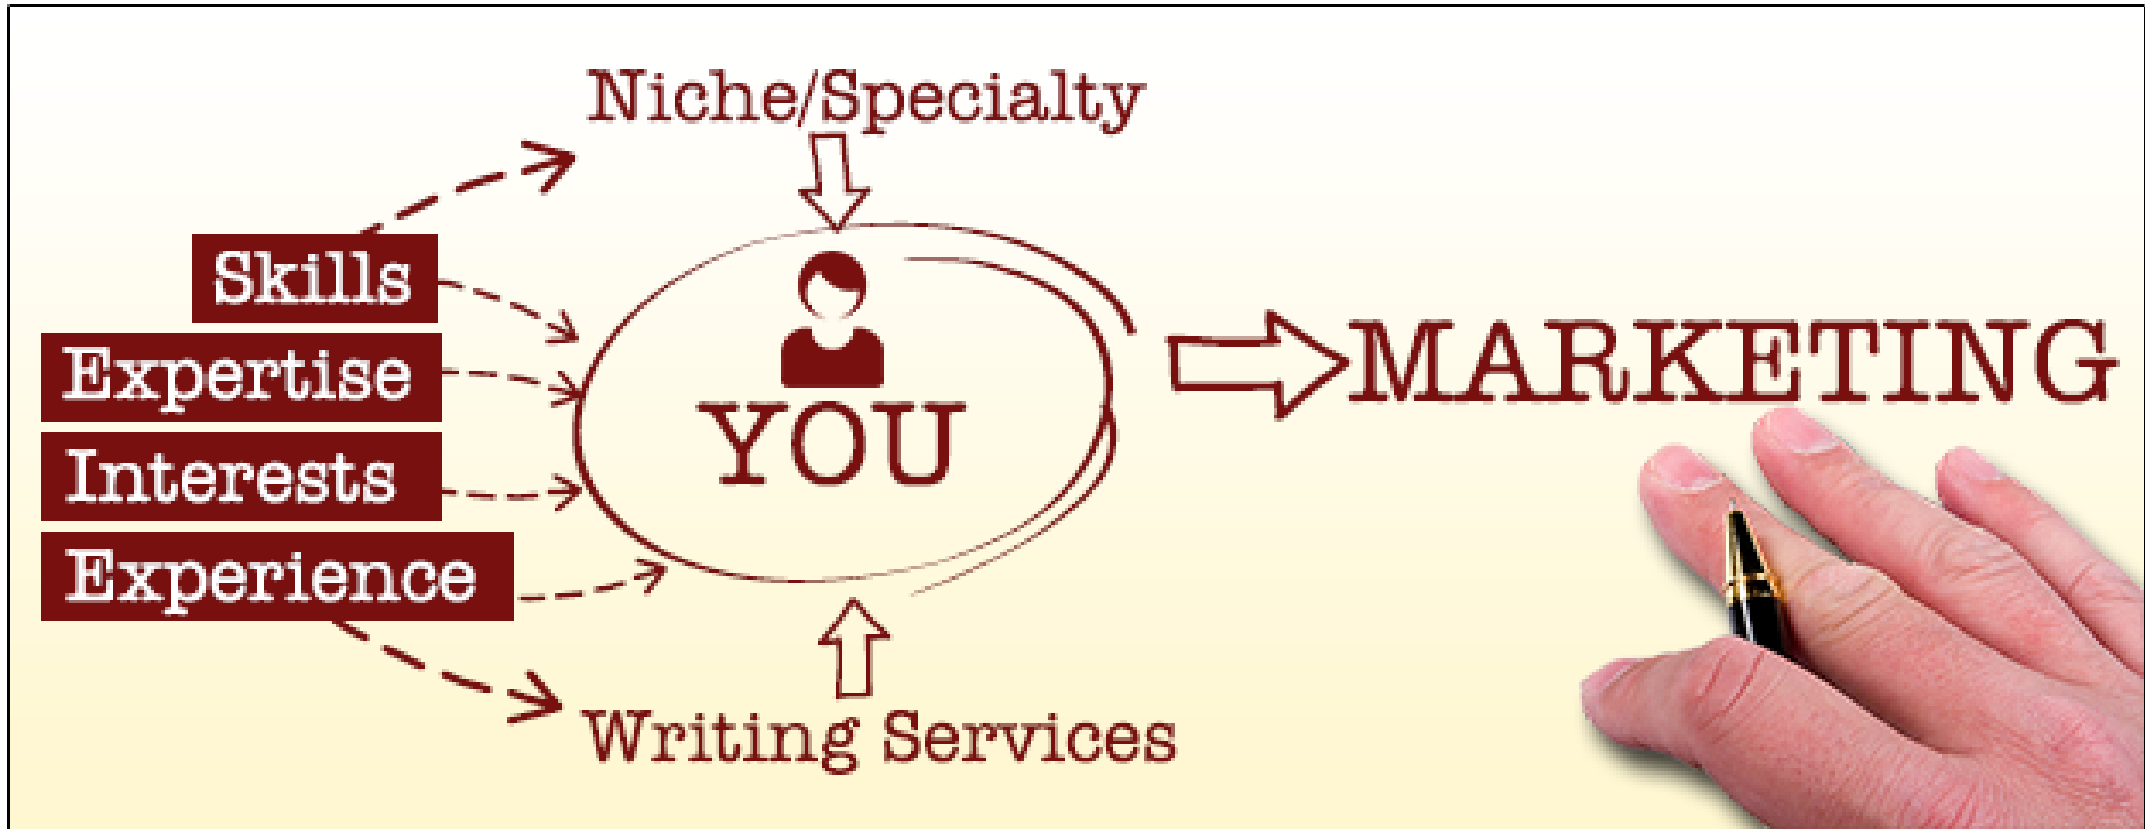 Niche/Specialty
Skills
Expertise
Interests
Experience
YOU
MARKETING
Writing Services